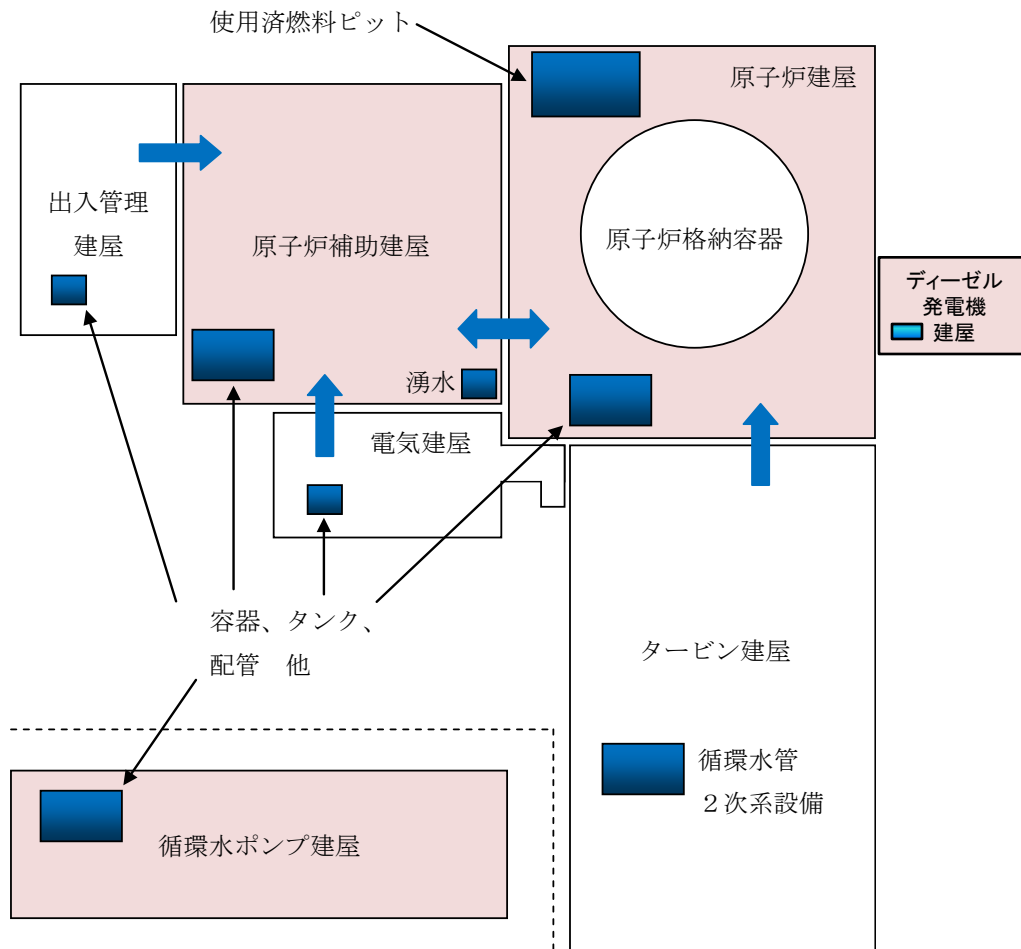 使用済燃料ピット
原子炉建屋
出入管理
建屋
原子炉補助建屋
原子炉格納容器
ディーゼル
発電機
建屋
湧水
電気建屋
容器、タンク、
配管　他
タービン建屋
循環水管
２次系設備
循環水ポンプ建屋